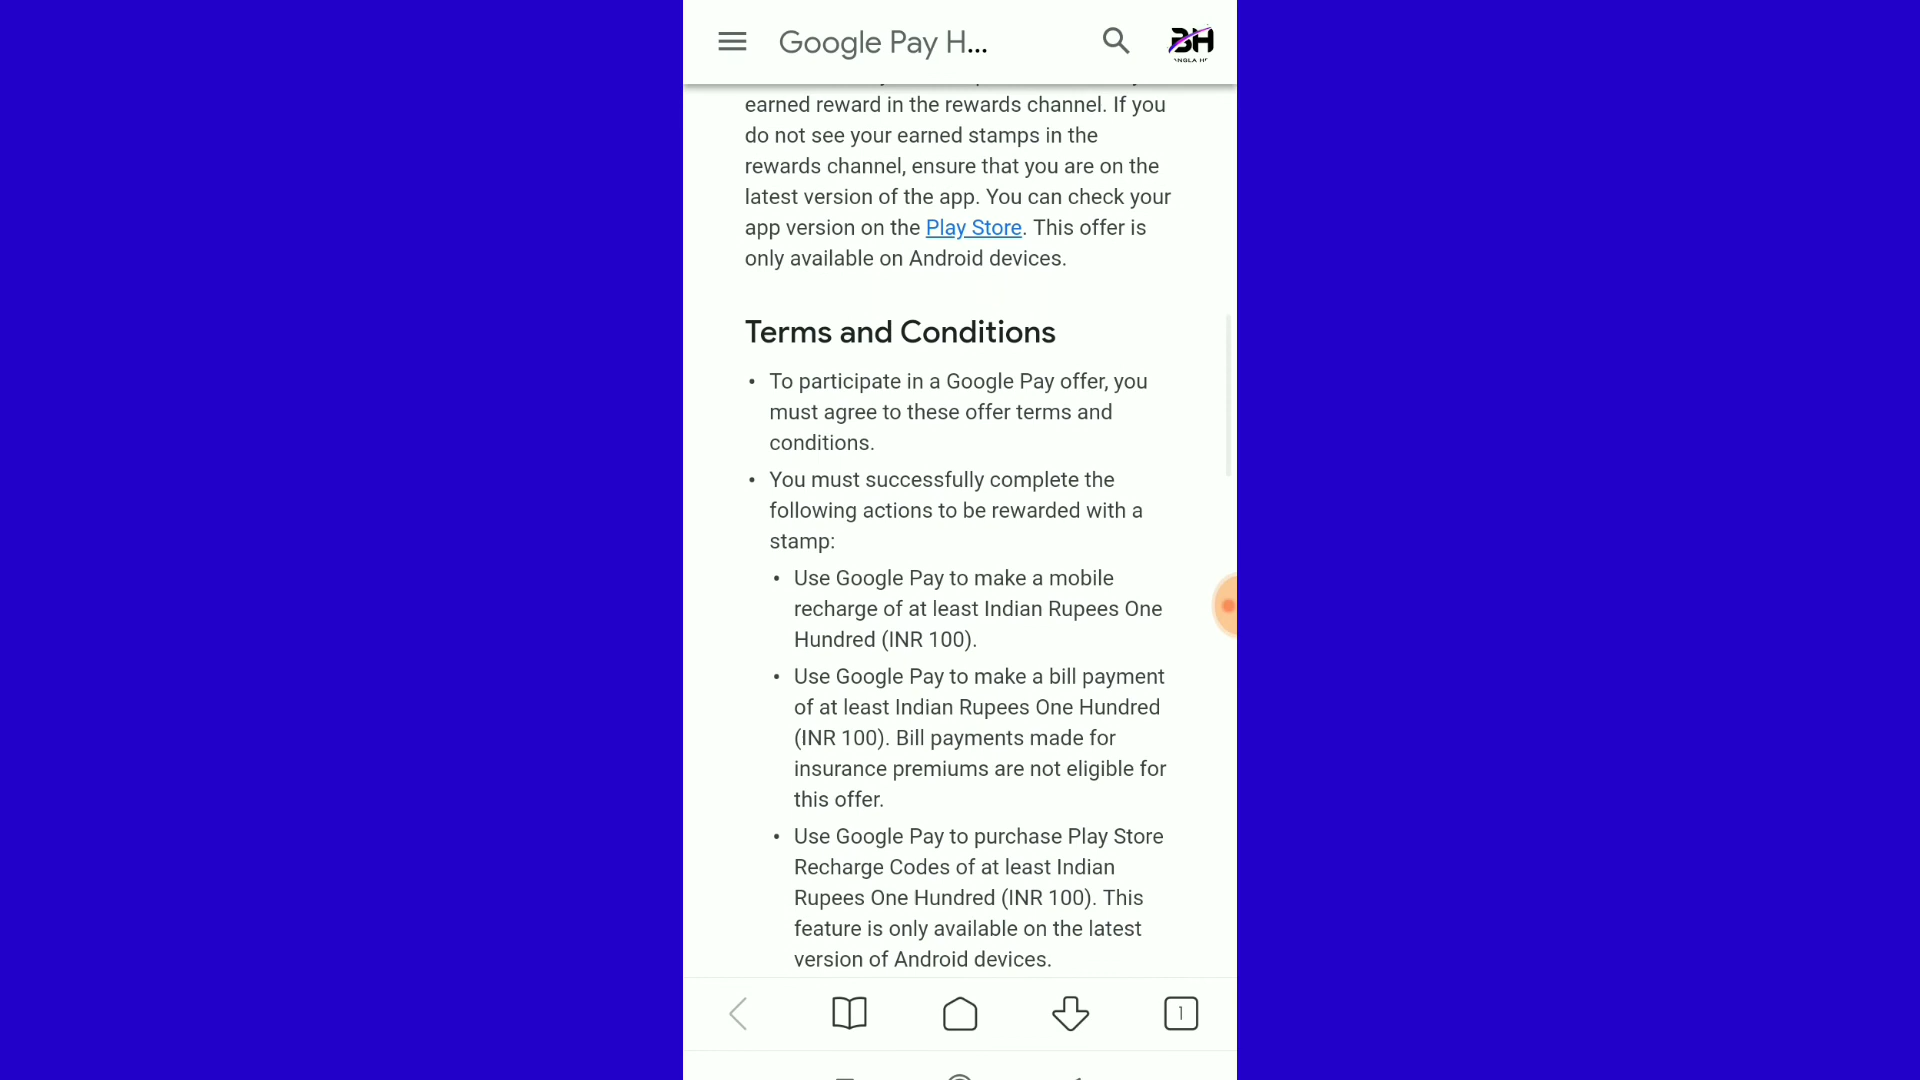 Google Pay H...
BH
earned reward in the rewards channel. If you
do not see your earned stamps in the
rewards channel, ensure that you are on the
latest version of the app. You can check your
app version on the Play Store. This offer is
only available on Android devices.
Terms and Conditions
• To participate in a Google Pay offer, you
must agree to these offer terms and
conditions.
• You must successfully complete the
following actions to be rewarded with a
stamp:
• Use Google Pay to make a mobile
recharge of at least Indian Rupees One
Hundred (INR 100).
• Use Google Pay to make a bill payment
of at least Indian Rupees One Hundred
(INR 100). Bill payments made for
insurance premiums are not eligible for
this offer.
• Use Google Pay to purchase Play Store
Recharge Codes of at least Indian
Rupees One Hundred (INR 100). This
feature is only available on the latest
version of Android devices.
1